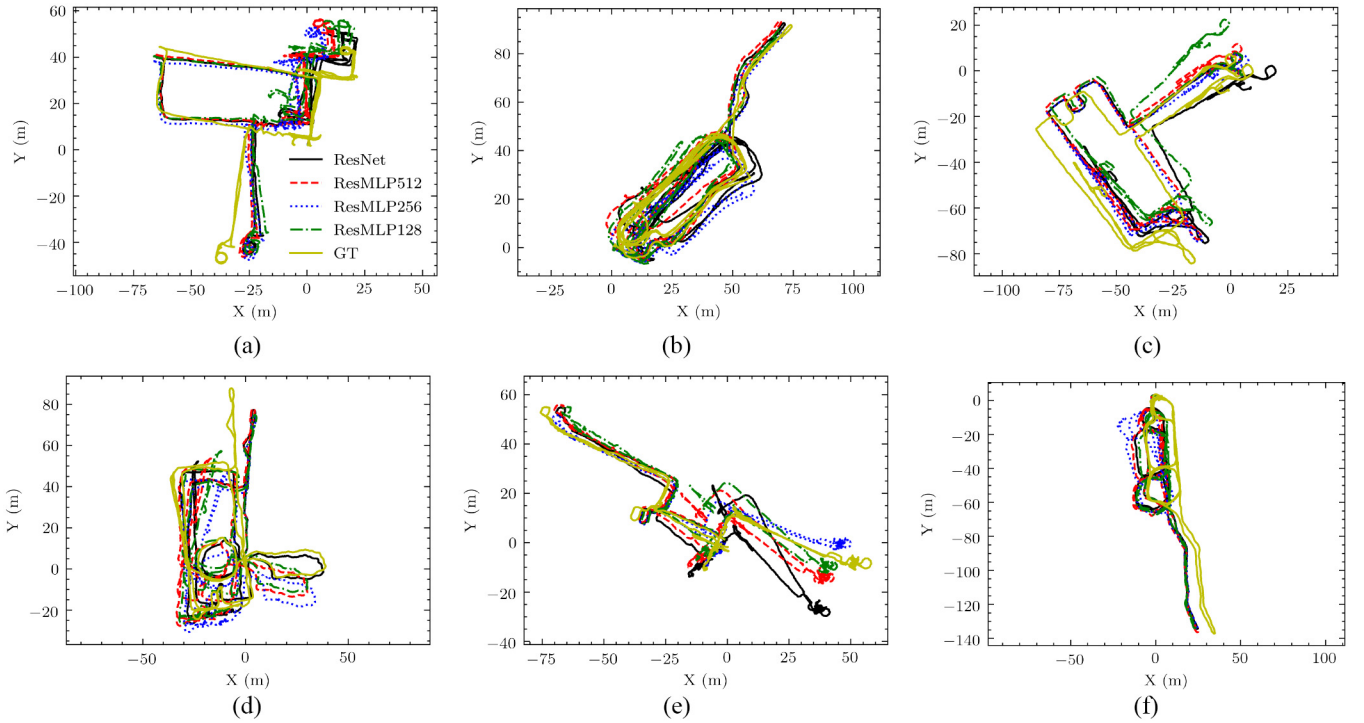 60
40
20
0
−20
−40
Y (m)
ResNet
ResMLP512
ResMLP256
ResMLP128
GT
−100 −75 −50 −25 0 25 50
X (m)
(a)
80
60
40
20
0
Y (m)
−25 0 25 50 75 100
X (m)
(b)
20
0
−20
−40
−60
−80
Y (m)
−100 −75 −50 −25 0 25
X (m)
(c)
80
60
40
20
0
−20
Y (m)
−50 0 50
X (m)
(d)
60
40
20
0
−20
−40
Y (m)
−75 −50 −25 0 25 50
X (m)
(e)
0
−20
−40
−60
−80
−100
−120
−140
Y (m)
−50 0 50 100
X (m)
(f)